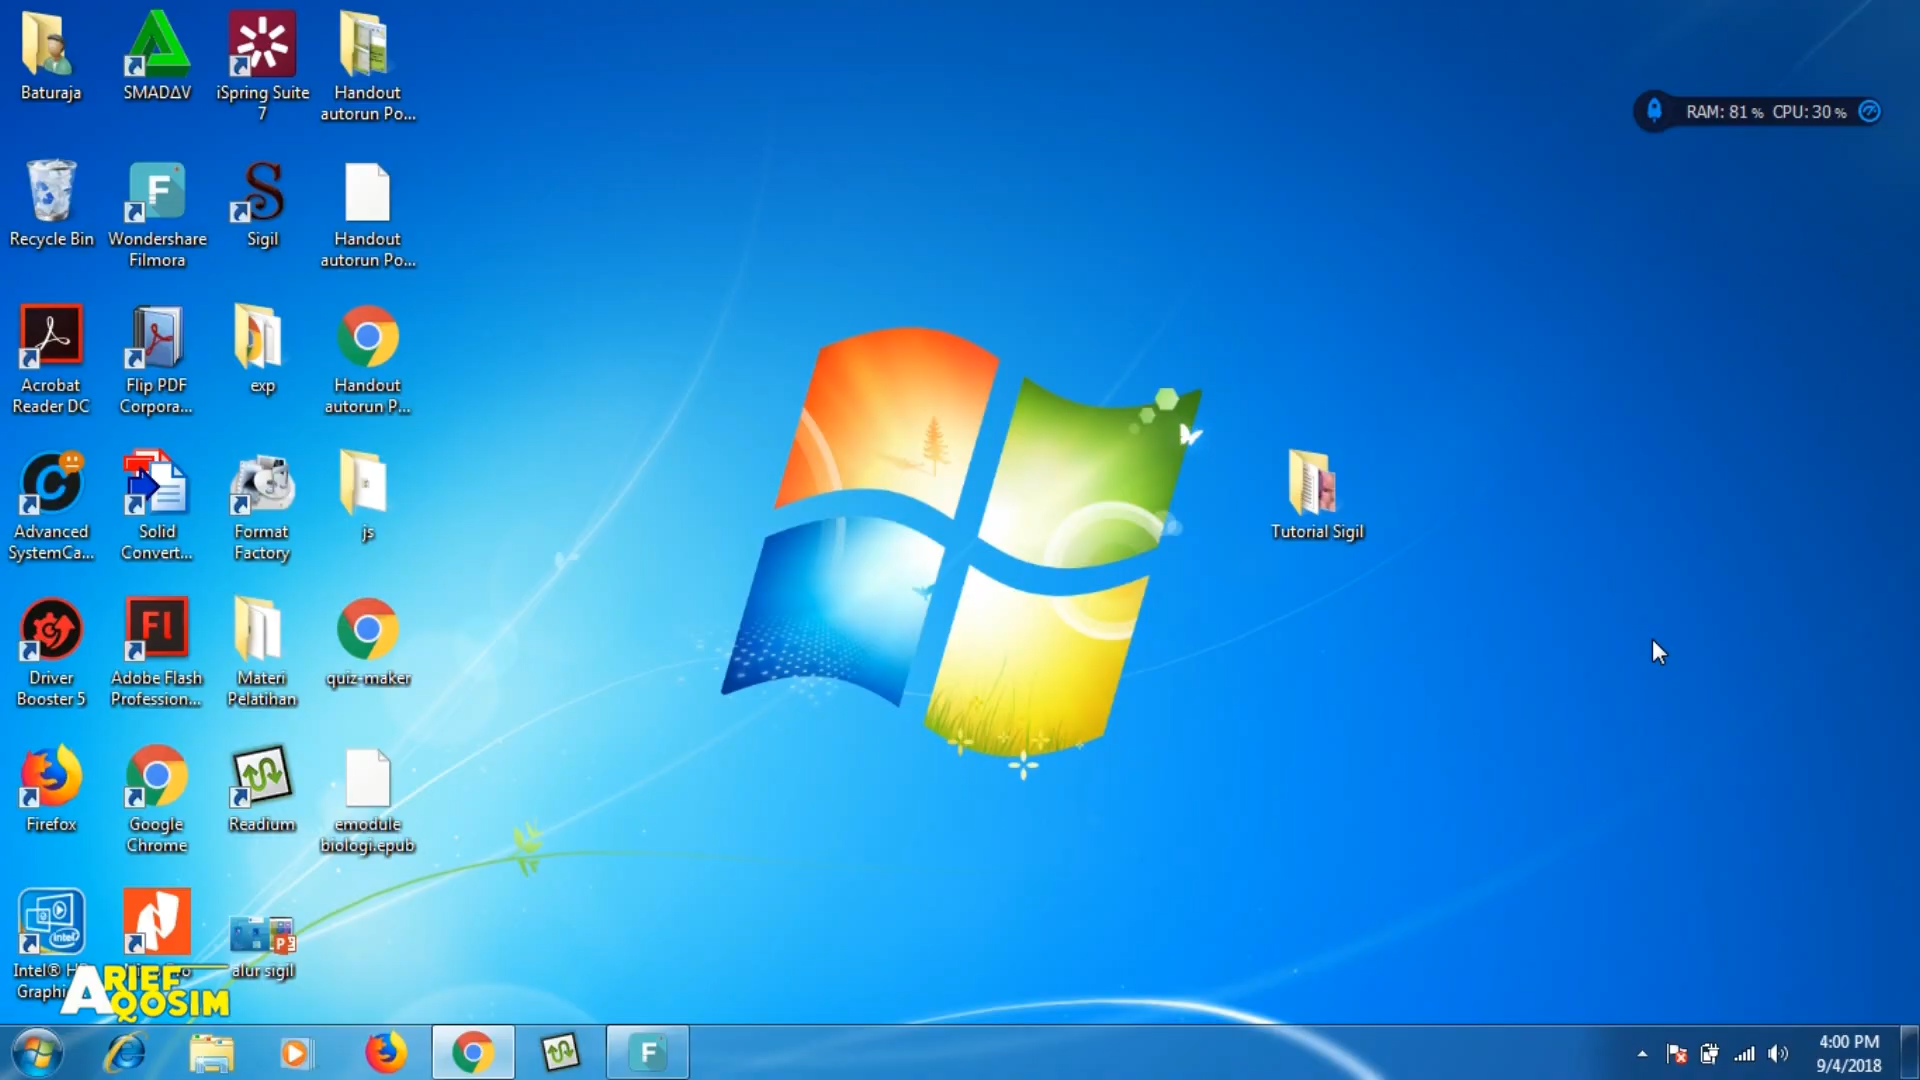 Baturaja
SMADΔV
iSpring Suite
7
Handout
autorun Po...
RAM: 81 % CPU: 30 %
Recycle Bin
Wondershare
Filmora
Sigil
Handout
autorun Po...
Acrobat
Reader DC
Flip PDF
Corpora...
exp
Handout
autorun P...
Advanced
SystemCa...
Solid
Convert...
Format
Factory
js
Tutorial Sigil
Driver
Booster 5
Adobe Flash
Profession...
Materi
Pelatihan
quiz-maker
Firefox
Google
Chrome
Readium
emodule
biologi.epub
Intel®
Graphi
alur sigil
ARIEF
QOSIM
4:00 PM
9/4/2018